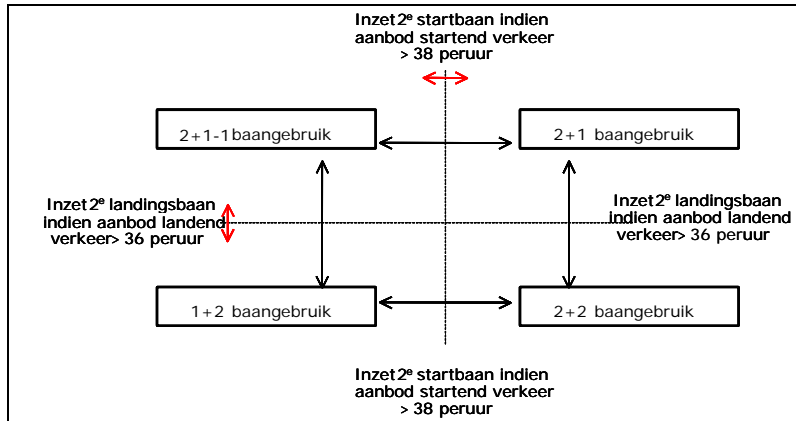 Inzet 2e startbaan indien
aanbod startend verkeer
> 38 peruur
2+1-1 baangebruik
2+1 baangebruik
Inzet 2e landingsbaan
indien aanbod landend
verkeer> 36 peruur
Inzet 2e landingsbaan
indien aanbod landend
verkeer> 36 peruur
1+2 baangebruik
2+2 baangebruik
Inzet 2e startbaan indien
aanbod startend verkeer
> 38 peruur